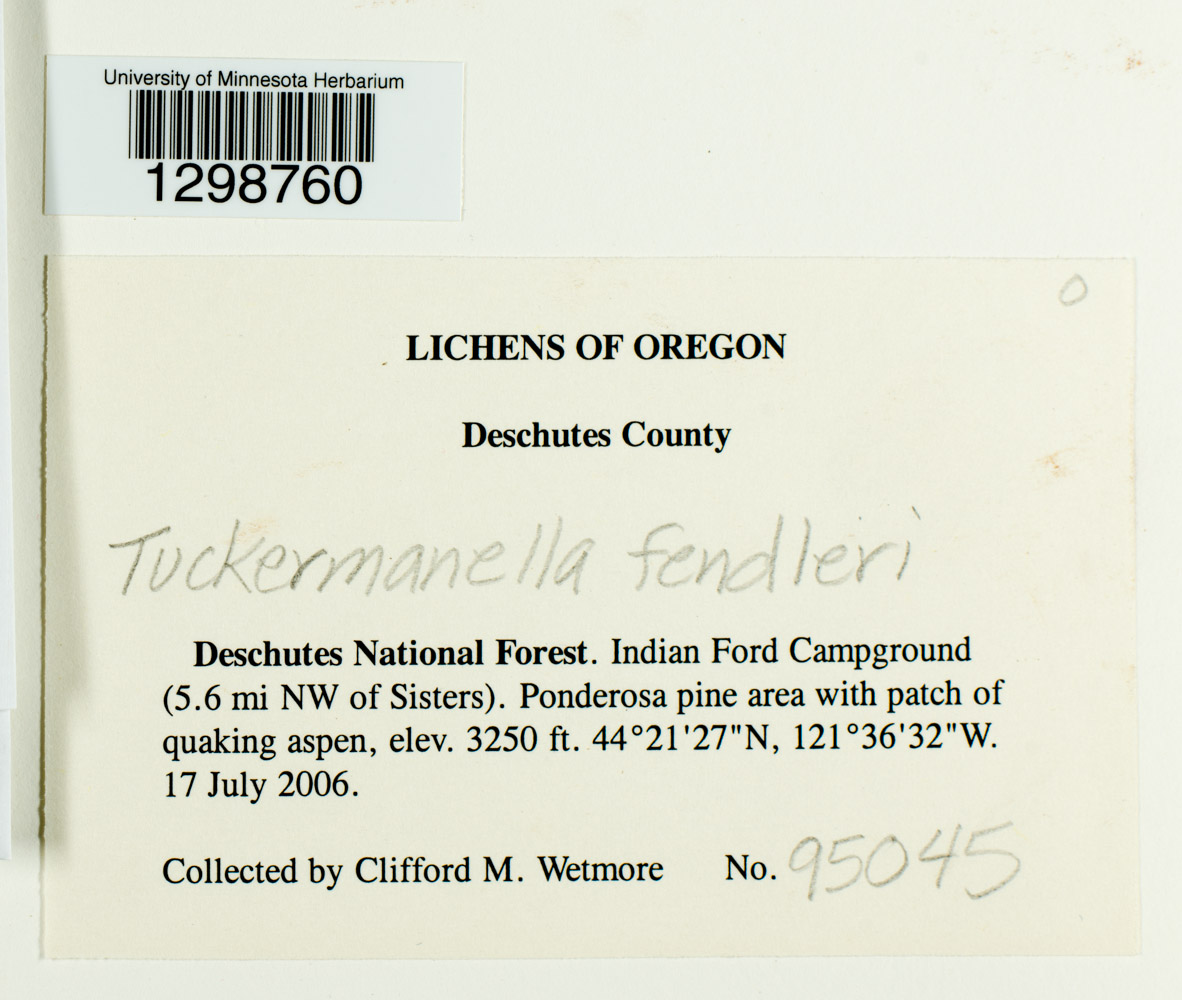 University of Minnesota Herbarium
1298760
O
LICHENS OF OREGON
Deschutes County
Tuckermanella fendleri
Deschutes National Forest. Indian Ford Campground
(5.6 mi NW of Sisters). Ponderosa pine area with patch of
quaking aspen, elev. 3250 ft. 44°21'27"N, 121°36'32"W.
17 July 2006.
Collected by Clifford M. Wetmore No. 95045